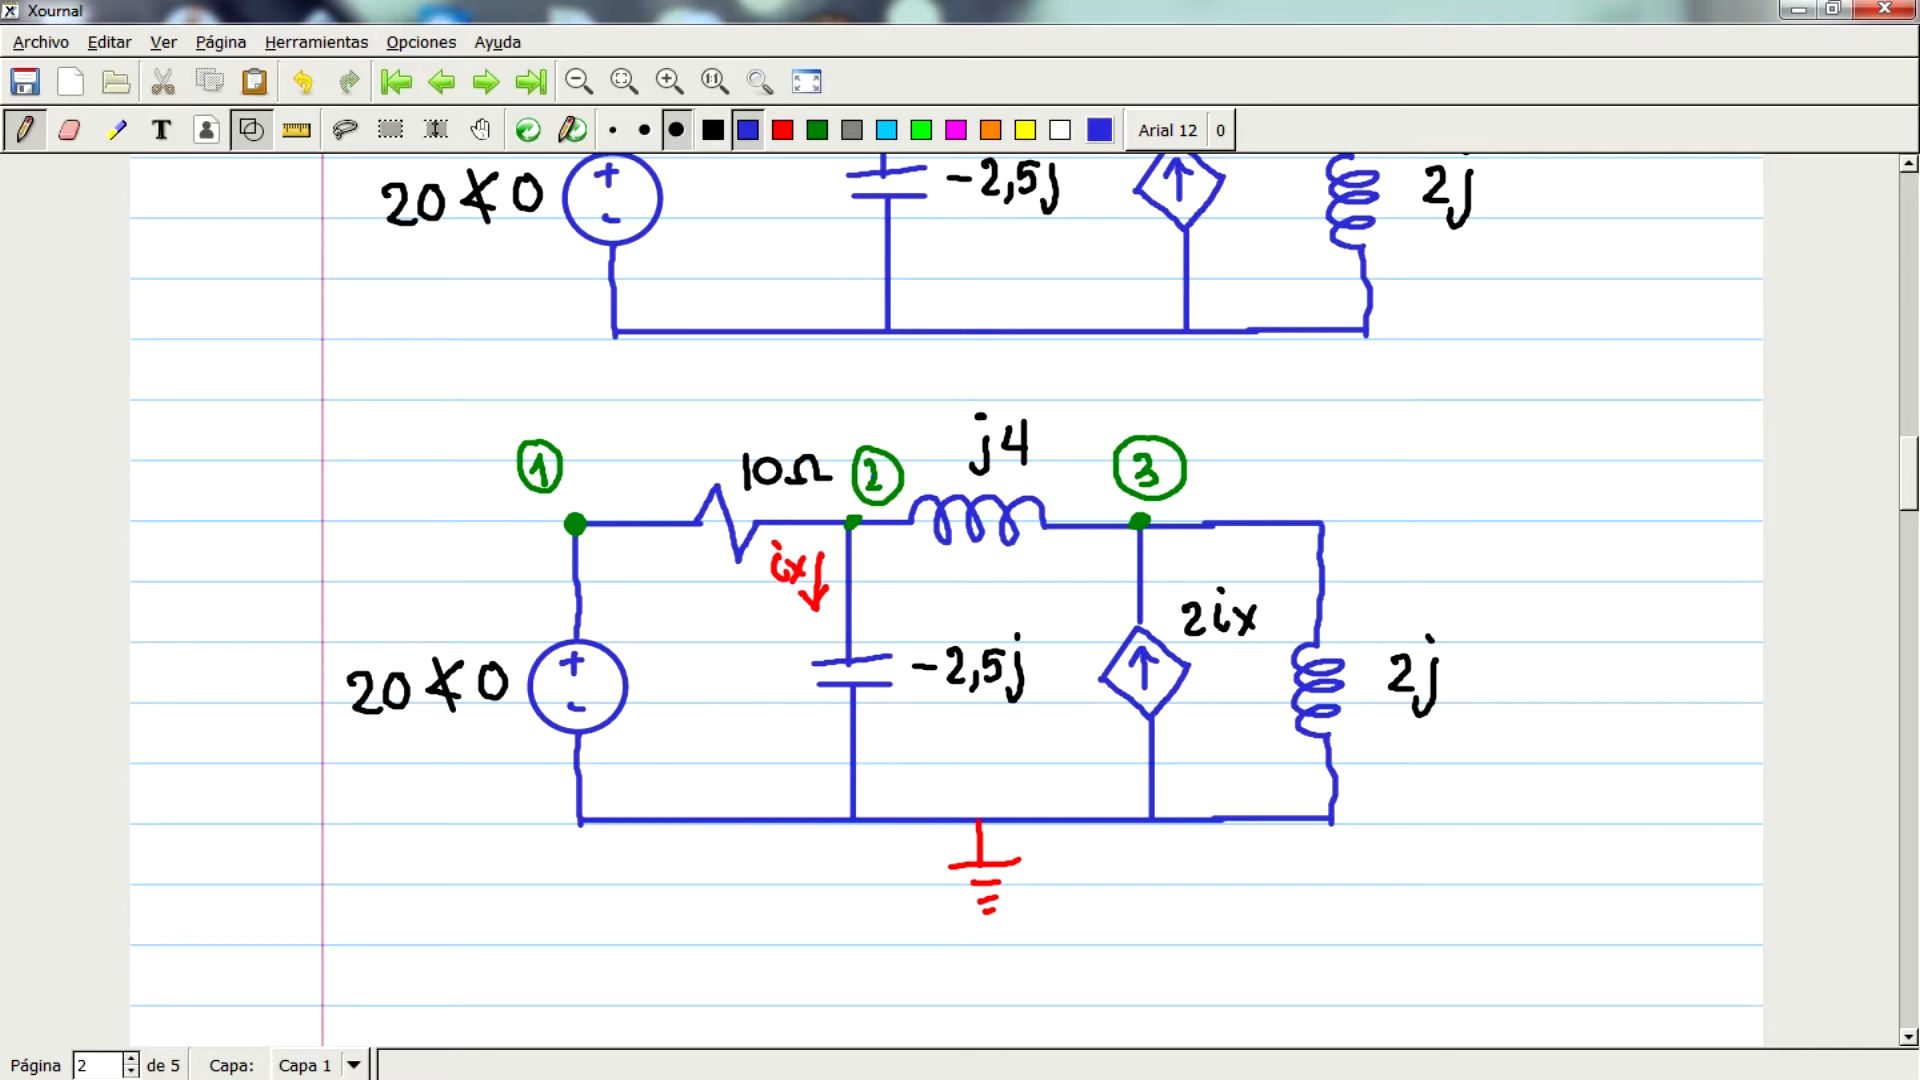 Xournal
Archivo Editar Ver Página Herramientas Opciones Ayuda
T Arial 12 0
20∡0 + - -2,5j 2j
j4
1 10Ω 2 3
ix
2ix
20∡0 + - -2,5j 2j
Página 2 de 5 Capa: Capa 1